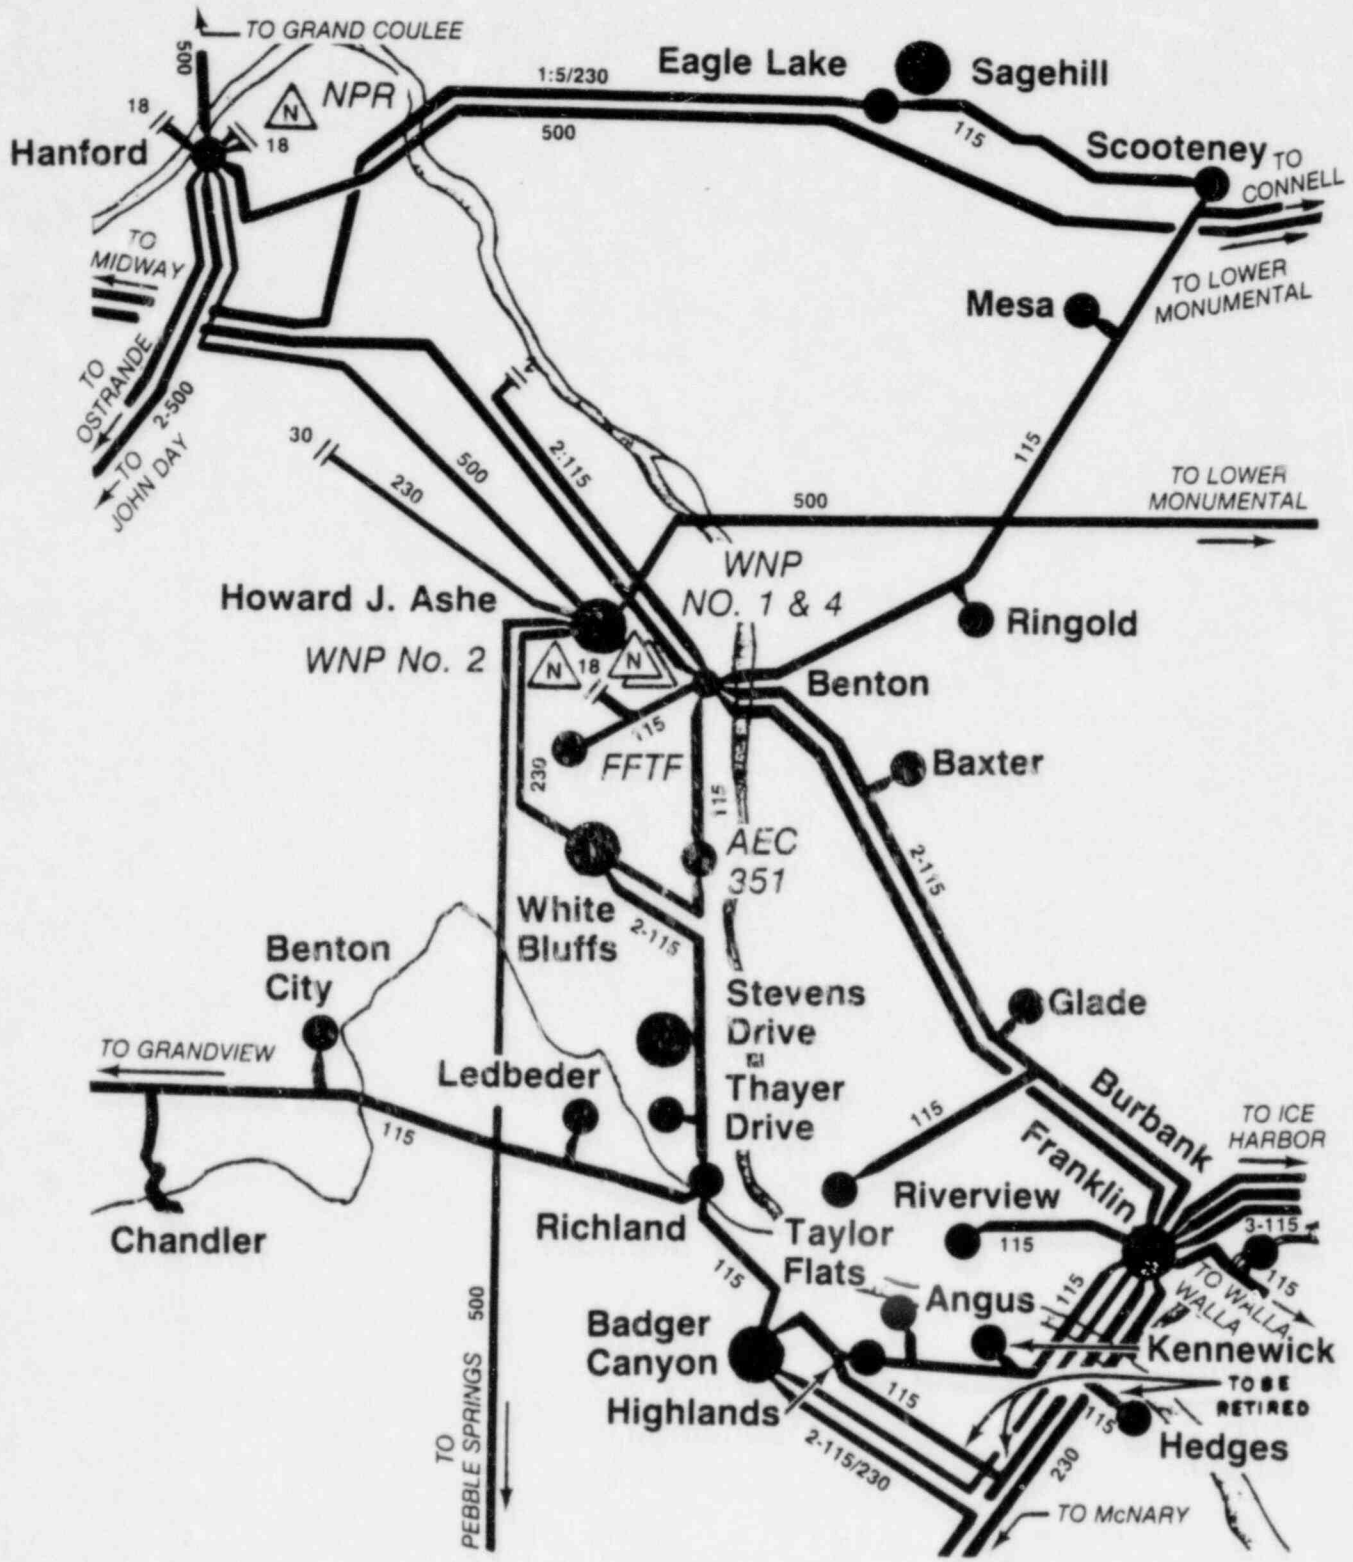 TO GRAND COULEE
500
Eagle Lake
Sagehill
NPR
N
1:5/230
18
18
500
115
Hanford
Scooteney
TO
CONNELL
TO
MIDWAY
TO LOWER
MONUMENTAL
Mesa
TO
OSTRANDE
2-500
TO
JOHN DAY
30
230
500
2:115
115
TO LOWER
MONUMENTAL
500
WNP
NO. 1 & 4
Howard J. Ashe
WNP No. 2
N
18
N
Ringold
Benton
115
FFTF
230
115
Baxter
AEC
351
2-115
White
Bluffs
2-115
Benton
City
Stevens
Drive
Glade
TO GRANDVIEW
Ledbeder
Thayer
Drive
115
115
Burbank
Franklin
TO ICE
HARBOR
Riverview
115
3-115
Chandler
Richland
Taylor
Flats
115
115
TO WALLA
WALLA
115
Angus
Badger
Canyon
Kennewick
Highlands
115
TO BE
RETIRED
115
Hedges
2-115/230
230
TO McNARY
TO
PEBBLE SPRINGS
500